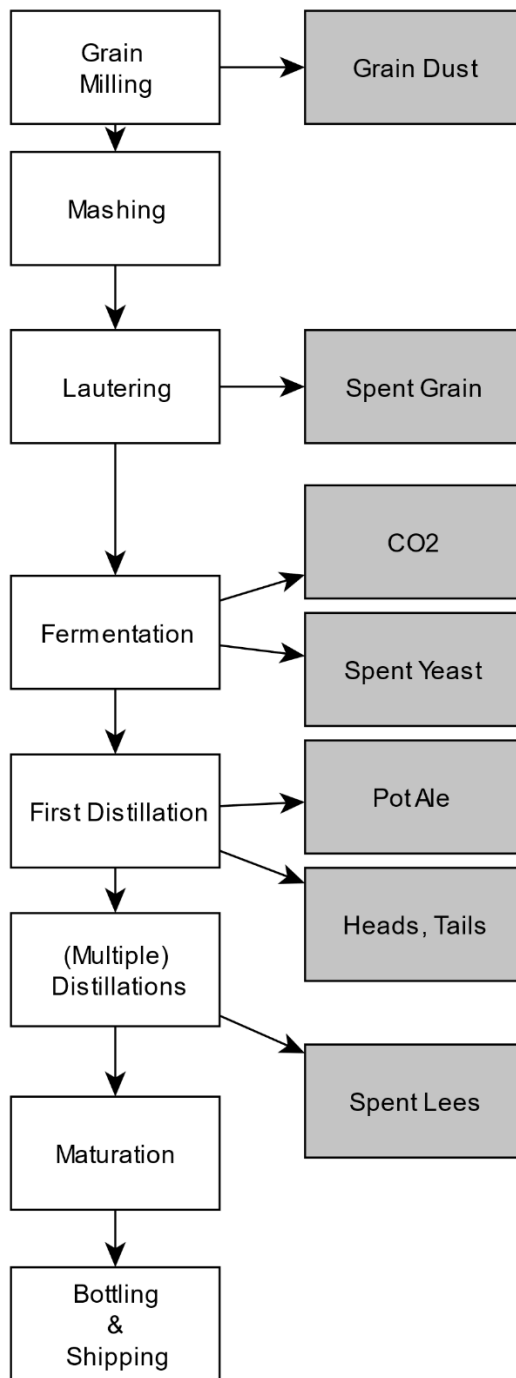 Grain
Milling
Grain Dust
Mashing
Lautering
Spent Grain
CO2
Fermentation
Spent Yeast
First Distillation
Pot Ale
Heads, Tails
(Multiple)
Distillations
Spent Lees
Maturation
Bottling
&
Shipping